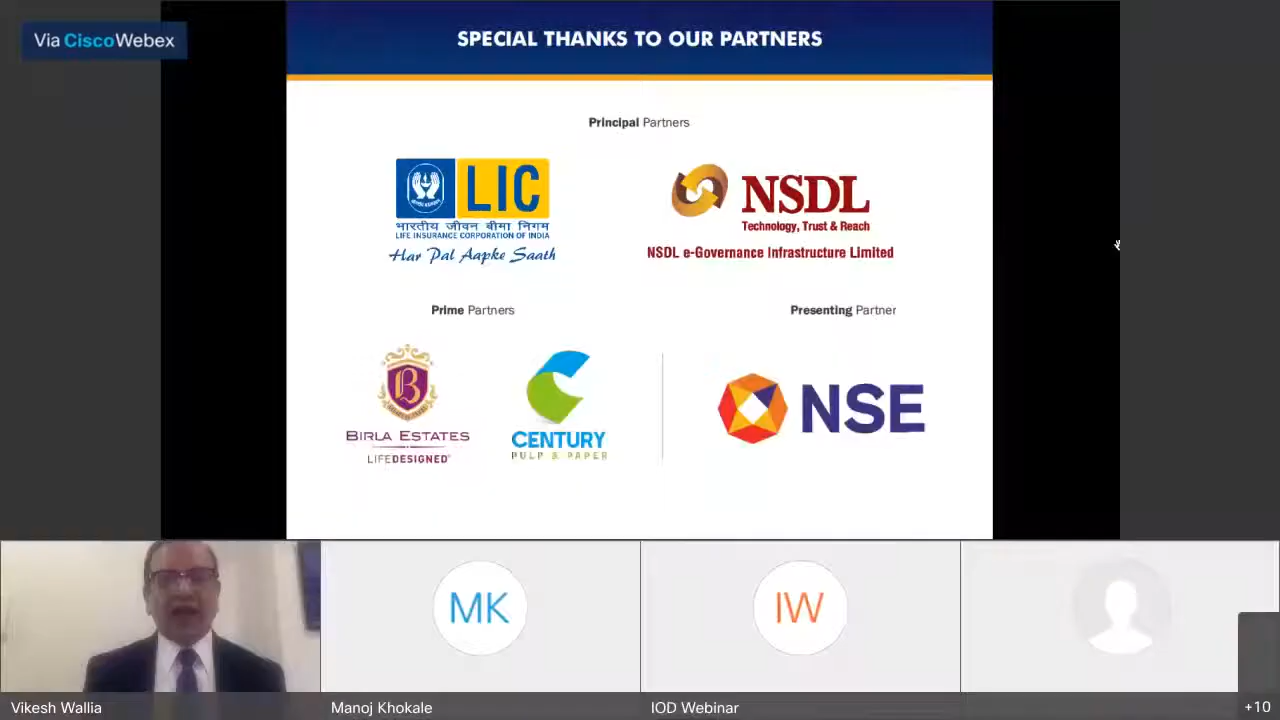 Via CiscoWebex
SPECIAL THANKS TO OUR PARTNERS
Principal Partners
LIC
भारतीय जीवन बीमा निगम
LIFE INSURANCE CORPORATION OF INDIA
Har Pal Aapke Saath
NSDL
Technology, Trust & Reach
NSDL e-Governance Infrastructure Limited
Prime Partners
Presenting Partner
B
BIRLA ESTATES
LIFEDESIGNED®
CENTURY
PULP & PAPER
NSE
MK
IW
Vikesh Wallia
Manoj Khokale
IOD Webinar
+10